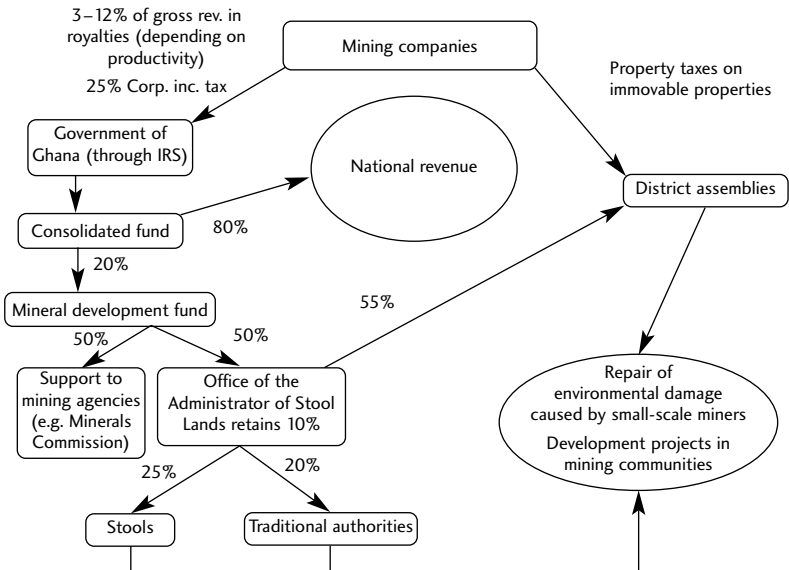 3–12% of gross rev. in
royalties (depending on
productivity)
25% Corp. inc. tax
Mining companies
Property taxes on
immovable properties
Government of
Ghana (through IRS)
National revenue
District assemblies
Consolidated fund
80%
20%
Mineral development fund
55%
50%
50%
Support to
mining agencies
(e.g. Minerals
Commission)
Office of the
Administrator of Stool
Lands retains 10%
Repair of
environmental damage
caused by small-scale miners
Development projects in
mining communities
25%
20%
Stools
Traditional authorities